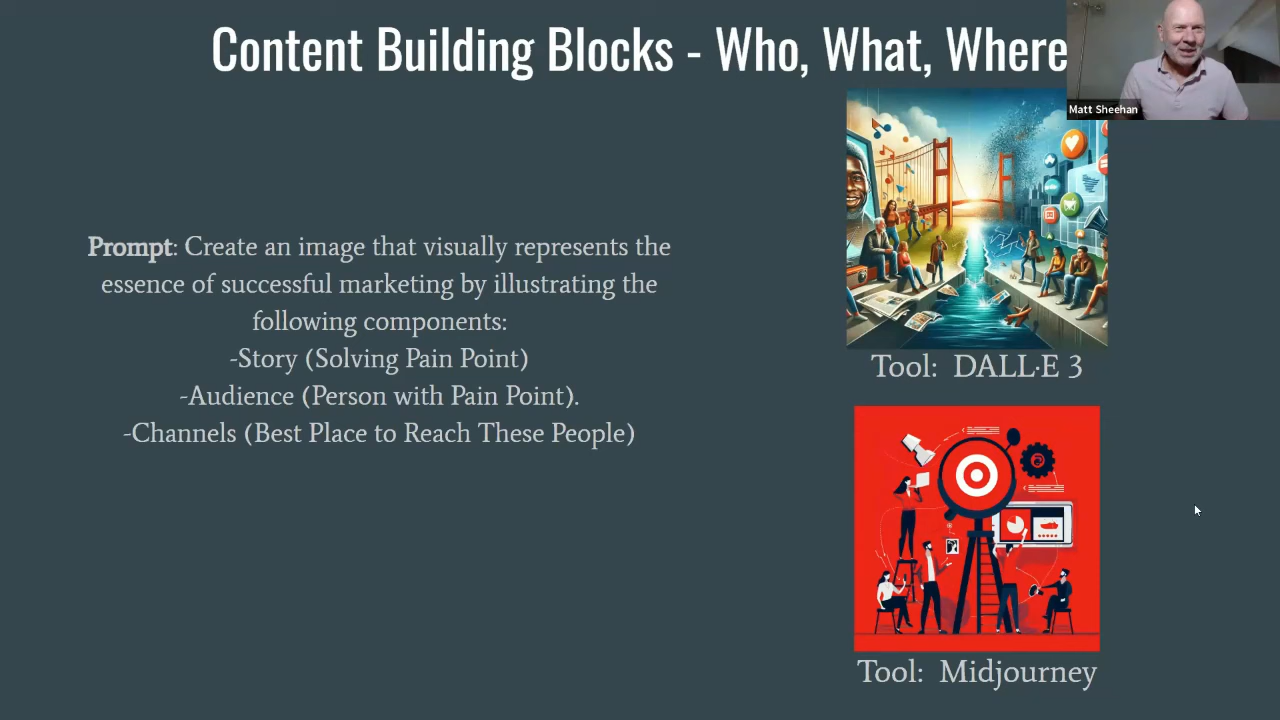 Content Building Blocks - Who, What, Where
Matt Sheehan
Prompt: Create an image that visually represents the
essence of successful marketing by illustrating the
following components:
-Story (Solving Pain Point)
-Audience (Person with Pain Point).
-Channels (Best Place to Reach These People)
Tool: DALL·E 3
Tool: Midjourney